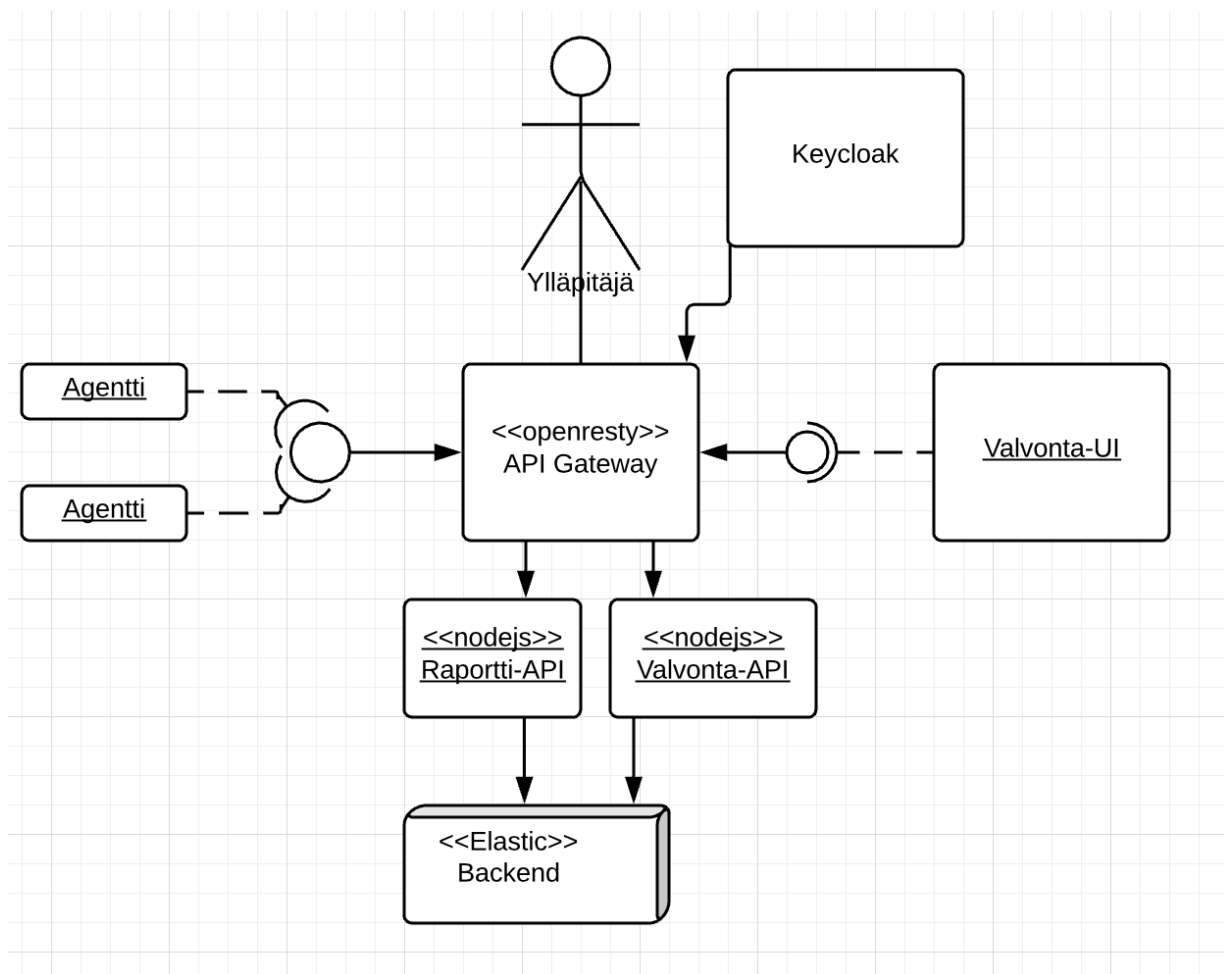 Keycloak
Ylläpitäjä
Agentti
Agentti
<<openresty>>
API Gateway
Valvonta-UI
<<nodejs>>
Raportti-API
<<nodejs>>
Valvonta-API
<<Elastic>>
Backend